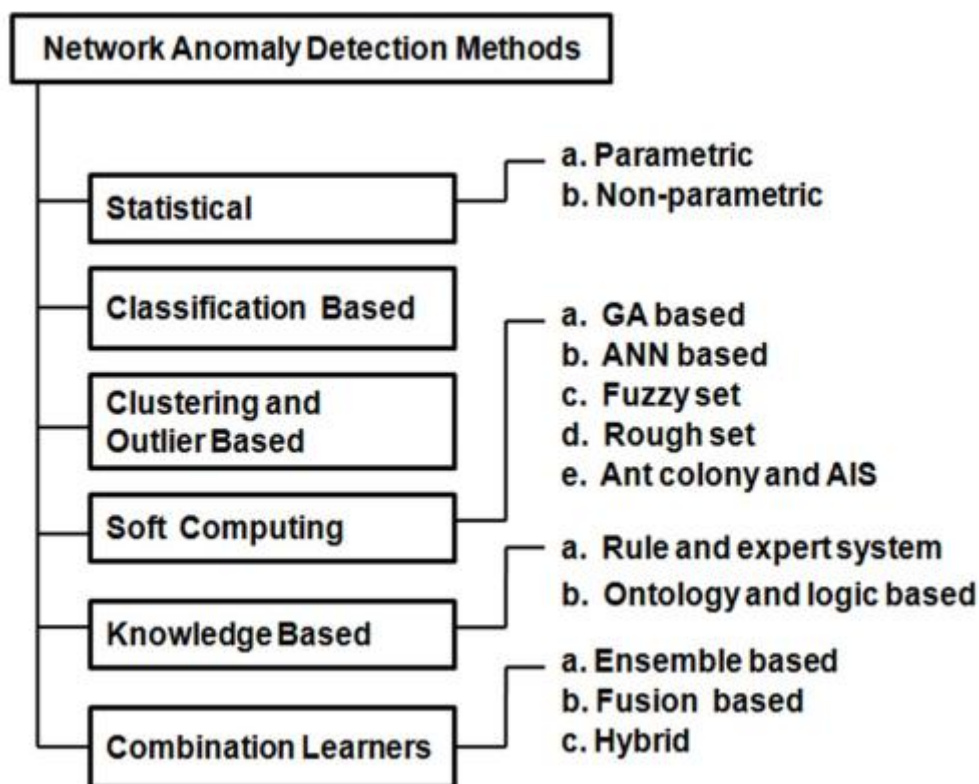 Network Anomaly Detection Methods
Statistical
a. Parametric
b. Non-parametric
Classification Based
Clustering and
Outlier Based
Soft Computing
a. GA based
b. ANN based
c. Fuzzy set
d. Rough set
e. Ant colony and AIS
Knowledge Based
a. Rule and expert system
b. Ontology and logic based
Combination Learners
a. Ensemble based
b. Fusion based
c. Hybrid